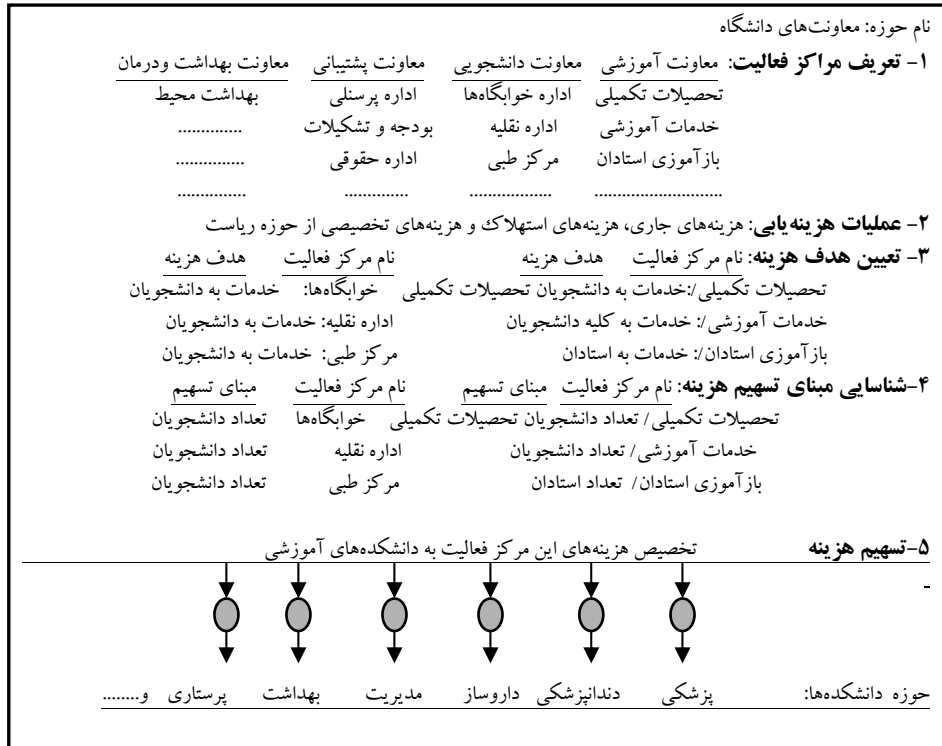 نام حوزه: معاونت‌های دانشگاه
۱- تعریف مراکز فعالیت: معاونت آموزشی معاونت دانشجویی معاونت پشتیبانی معاونت بهداشت ودرمان
تحصیلات تکمیلی اداره خوابگاه‌ها اداره پرسنلی بهداشت محیط
خدمات آموزشی اداره نقلیه بودجه و تشکیلات ..............
بازآموزی استادان مرکز طبی اداره حقوقی ...............
............................ .................. .............. ...............
۲- عملیات هزینه‌یابی: هزینه‌های جاری، هزینه‌های استهلاک و هزینه‌های تخصیصی از حوزه ریاست
۳- تعیین هدف هزینه: نام مرکز فعالیت هدف هزینه نام مرکز فعالیت هدف هزینه
تحصیلات تکمیلی/:خدمات به دانشجویان تحصیلات تکمیلی خوابگاه‌ها: خدمات به دانشجویان
خدمات آموزشی/: خدمات به کلیه دانشجویان اداره نقلیه: خدمات به دانشجویان
بازآموزی استادان/: خدمات به استادان مرکز طبی: خدمات به دانشجویان
۴-شناسایی مبنای تسهیم هزینه: نام مرکز فعالیت مبنای تسهیم نام مرکز فعالیت مبنای تسهیم
تحصیلات تکمیلی/ تعداد دانشجویان تحصیلات تکمیلی خوابگاه‌ها تعداد دانشجویان
خدمات آموزشی/ تعداد دانشجویان اداره نقلیه تعداد دانشجویان
بازآموزی استادان/ تعداد استادان مرکز طبی تعداد دانشجویان
۵-تسهیم هزینه تخصیص هزینه‌های این مرکز فعالیت به دانشکده‌های آموزشی
-
حوزه دانشکده‌ها: پزشکی دندانپزشکی داروساز مدیریت بهداشت پرستاری و........